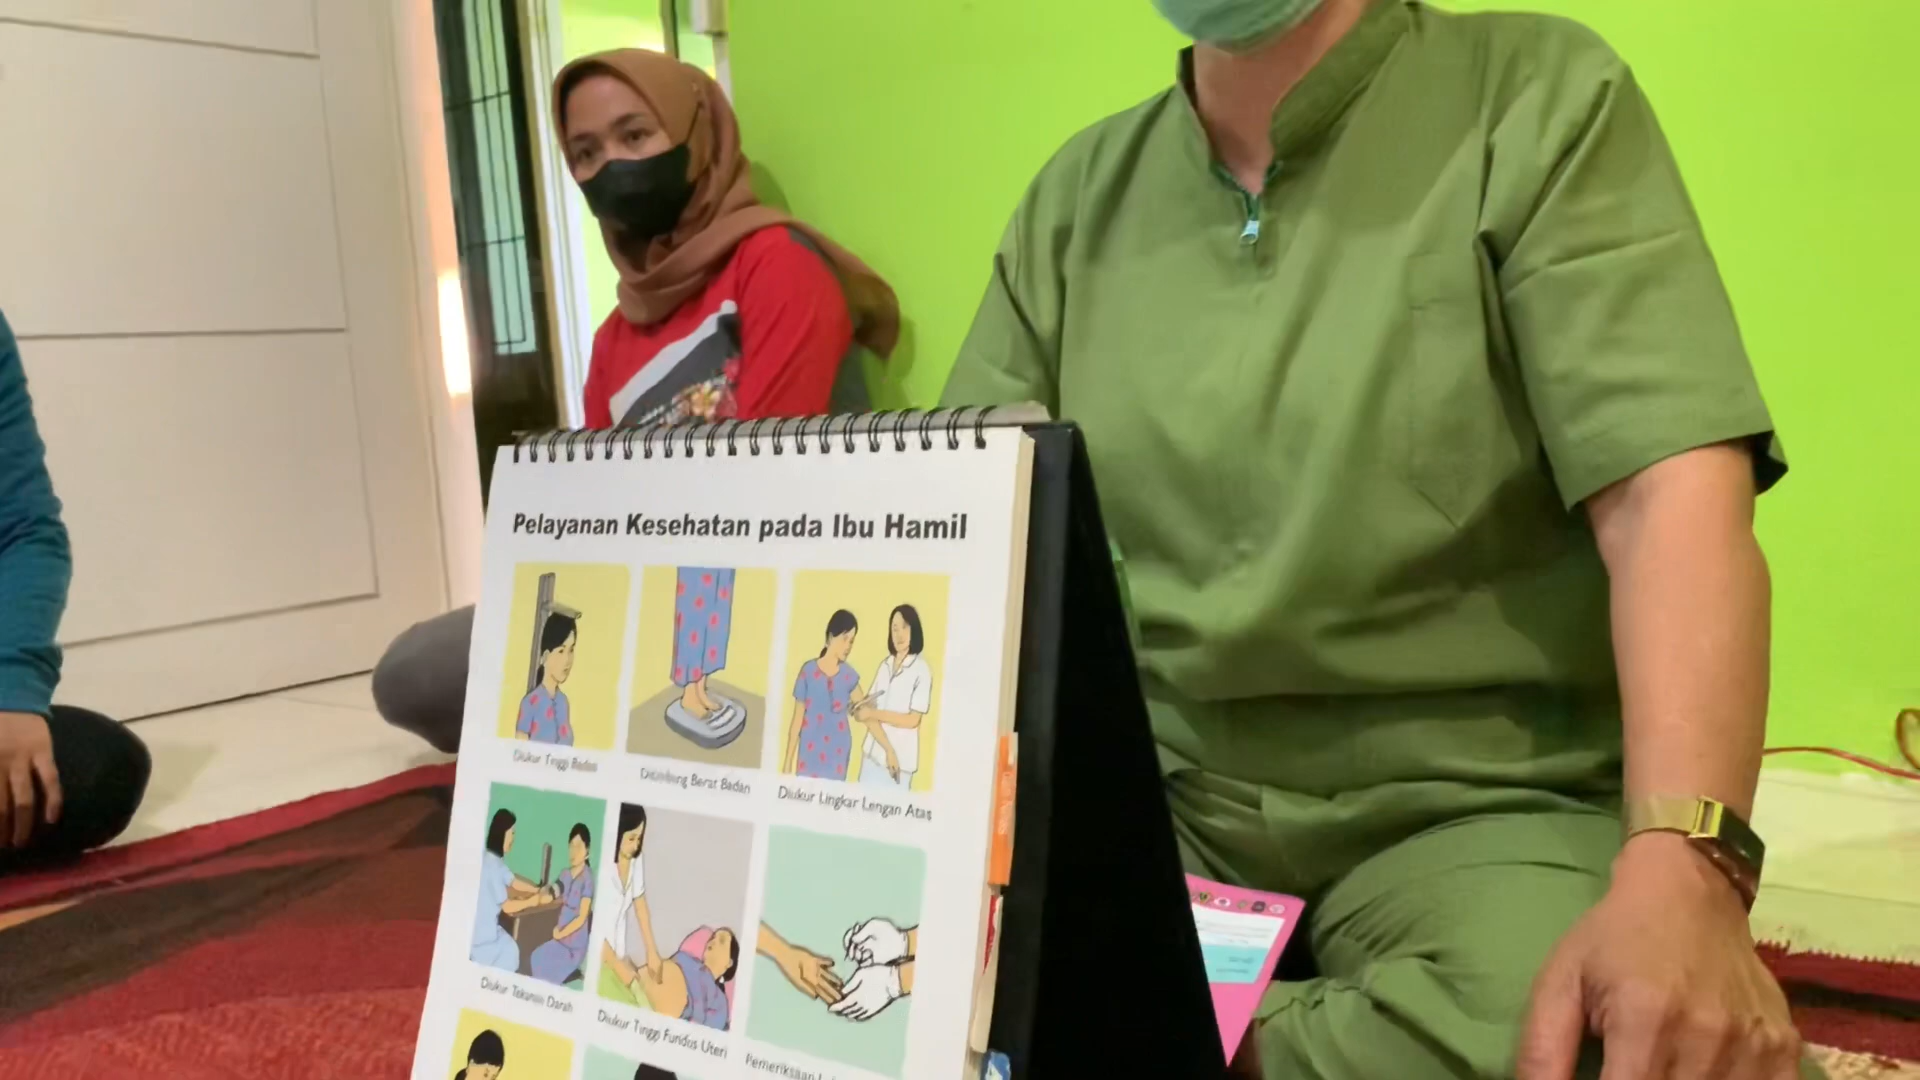 Pelayanan Kesehatan pada Ibu Hamil
Diukur Tinggi Badan
Ditimbang Berat Badan
Diukur Lingkar Lengan Atas
Diukur Tekanan Darah
Diukur Tinggi Fundus Uteri
Pemeriksaan